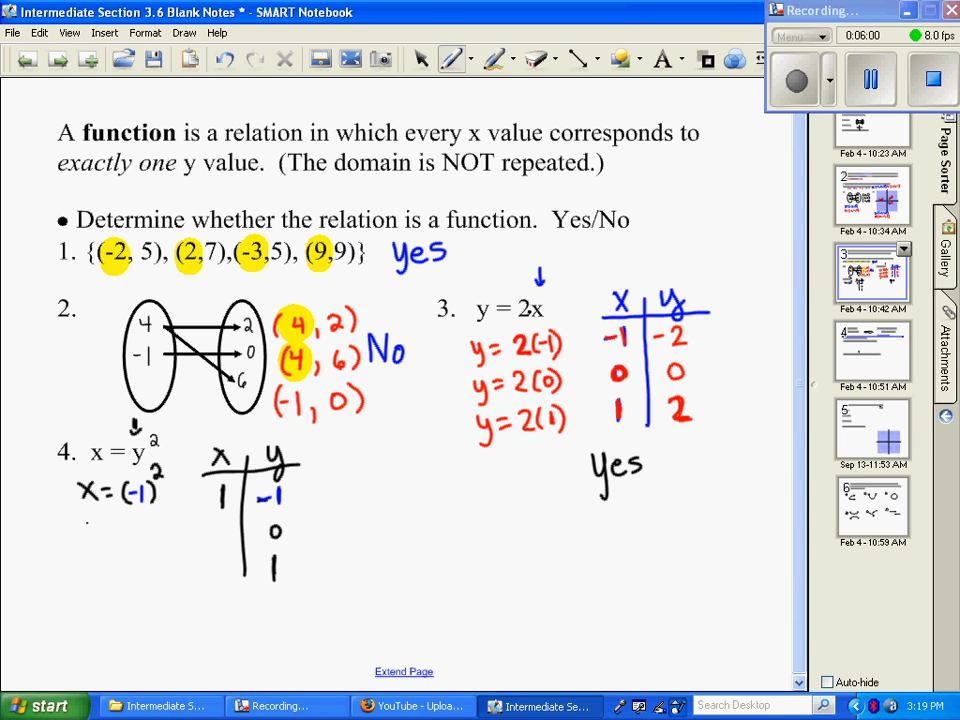 Intermediate Section 3.6 Blank Notes * - SMART Notebook
Recording...
File Edit View Insert Format Draw Help
Menu
0:06:00
8.0 fps
A function is a relation in which every x value corresponds to
exactly one y value. (The domain is NOT repeated.)
• Determine whether the relation is a function. Yes/No
1. {(-2, 5), (2,7),(-3,5), (9,9)} yes
2.
4
-1
2
0
6
(4, 2)
(4, 6) No
(-1, 0)
3. y = 2x
y = 2(-1)
y = 2(0)
y = 2(1)
x y
-1 -2
0 0
1 2
yes
4. x = y 2
x = (-1) 2
x y
1 -1
0
1
Extend Page
Feb 4 - 10:23 AM
2
Feb 4 - 10:34 AM
3
Feb 4 - 10:42 AM
4
Feb 4 - 10:51 AM
5
Sep 13-11:53 AM
6
Feb 4 - 10:59 AM
Page Sorter
Gallery
Attachments
Auto-hide
start
Intermediate S...
Recording...
YouTube - Uploa...
Intermediate Se...
Search Desktop
3:19 PM